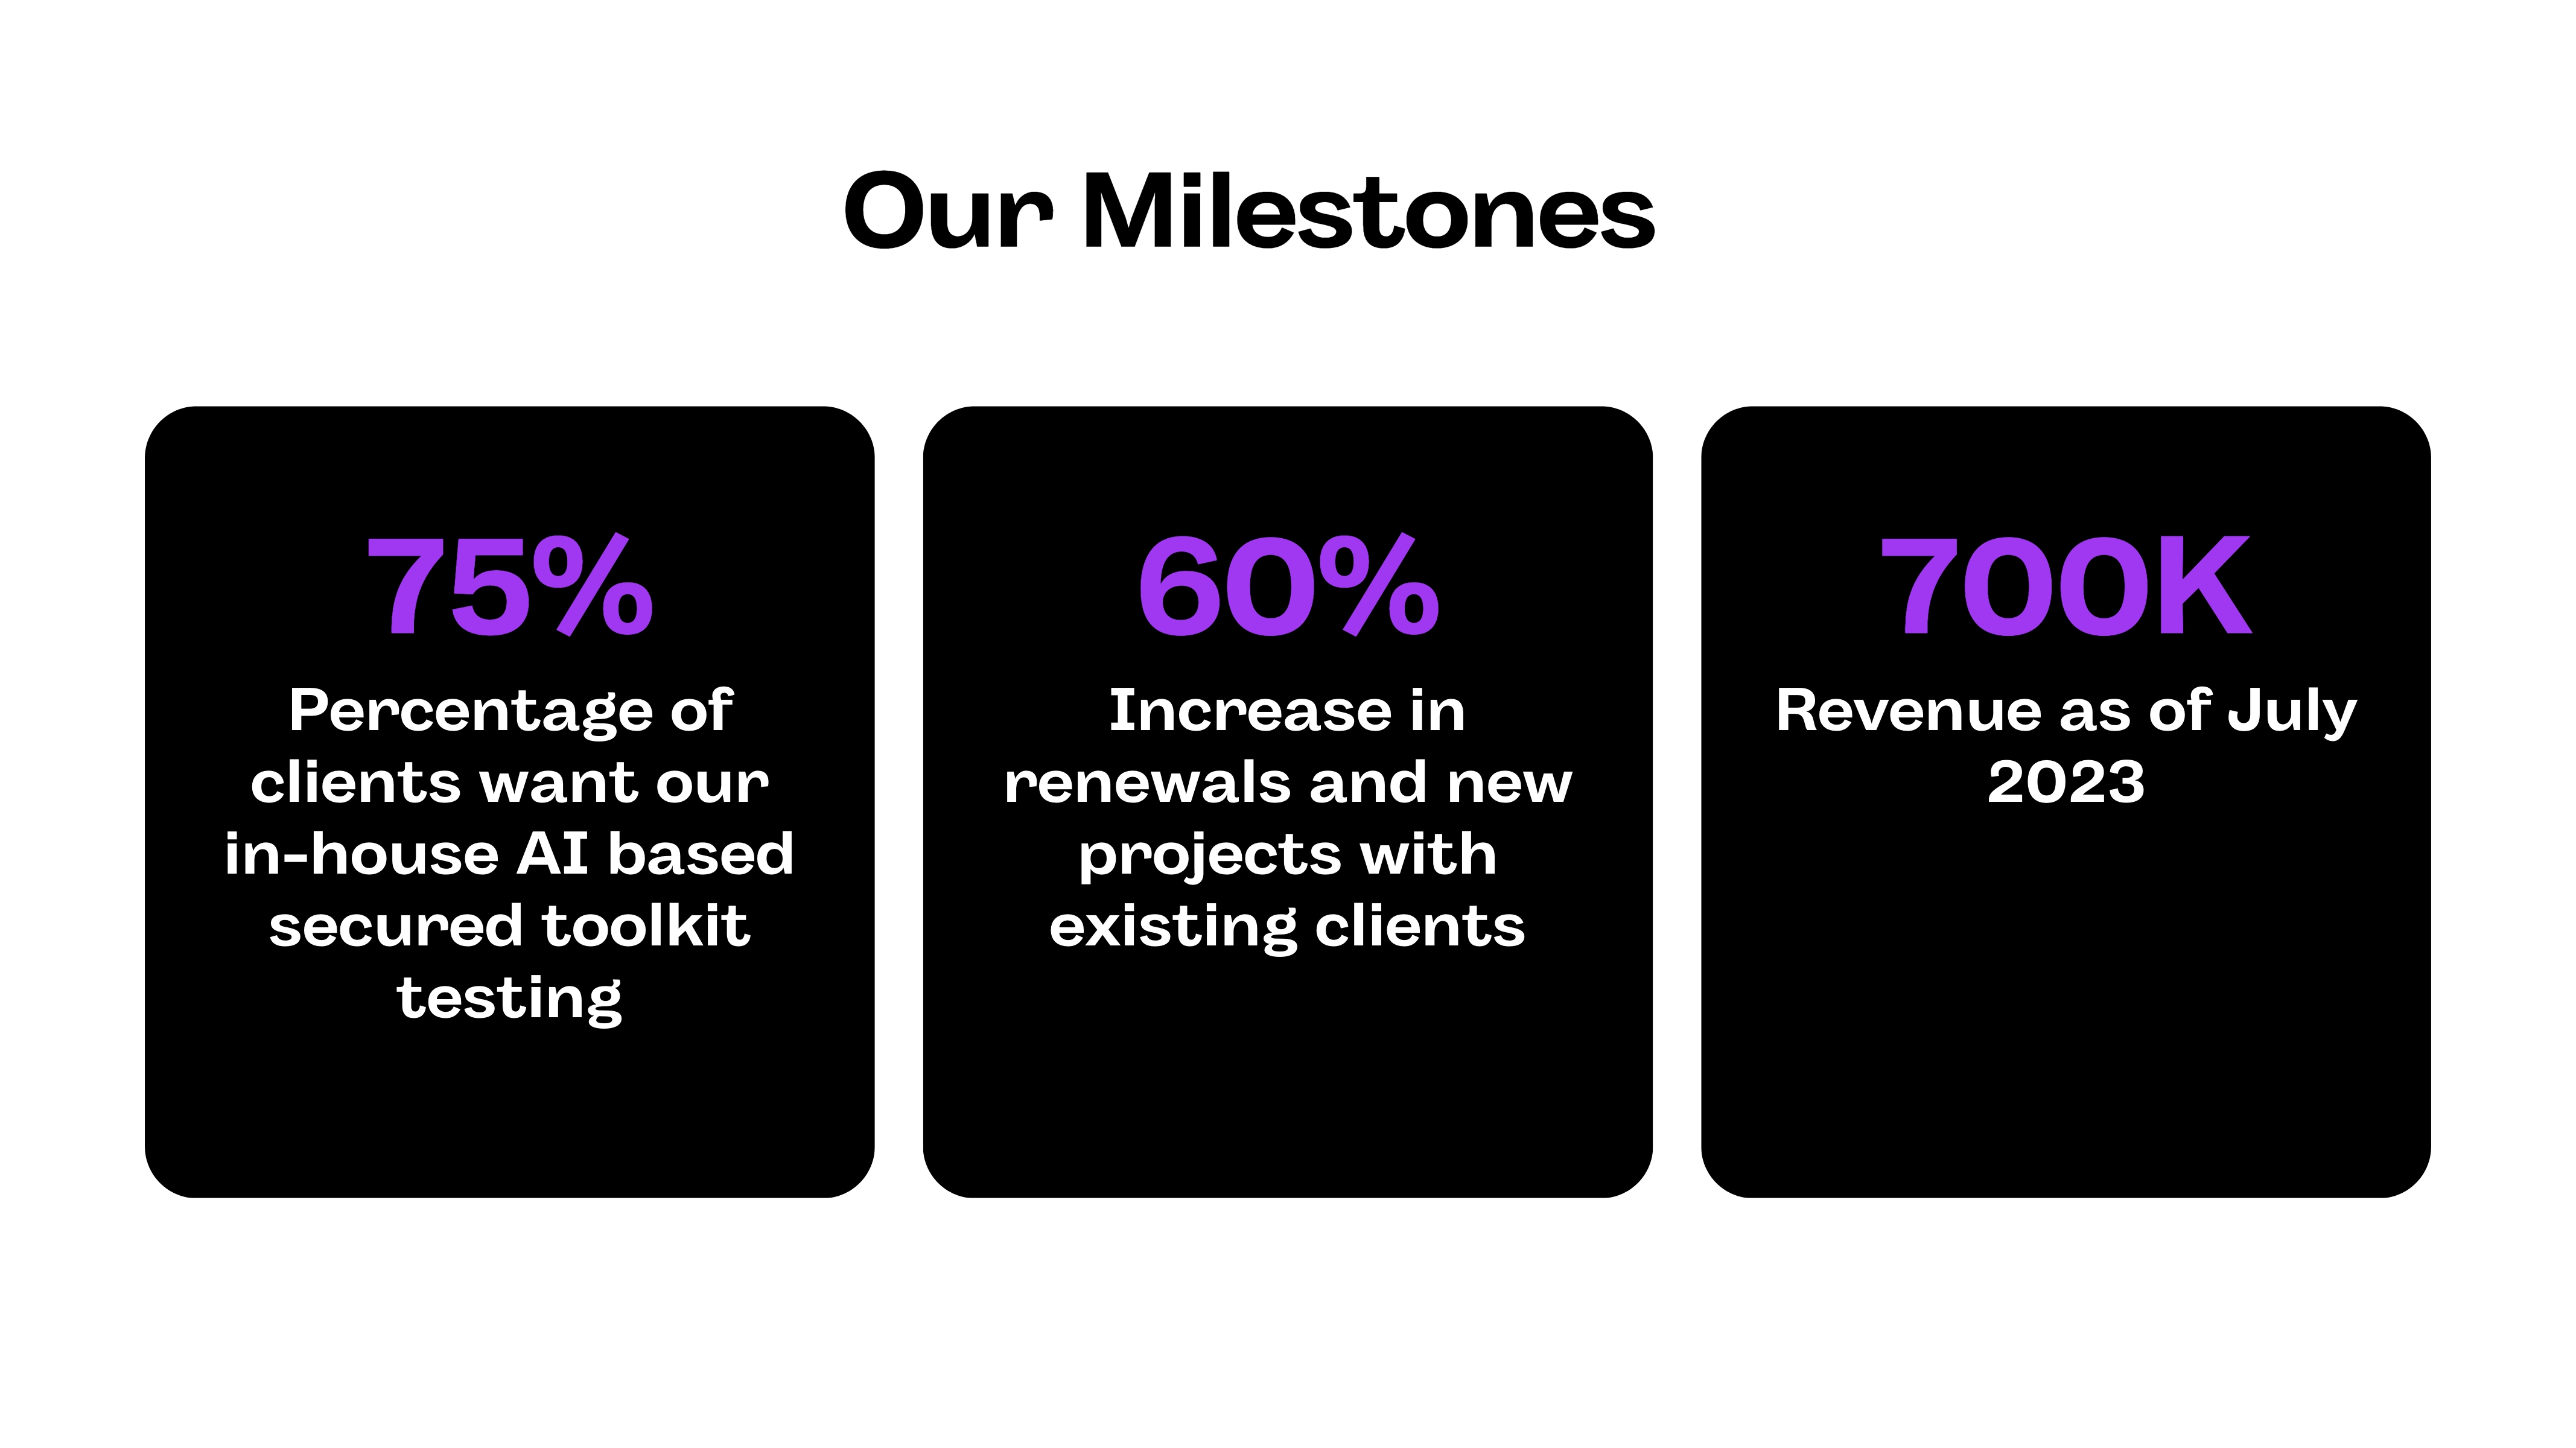 Our Milestones
75%
Percentage of
clients want our
in-house AI based
secured toolkit
testing
60%
Increase in
renewals and new
projects with
existing clients
700K
Revenue as of July
2023